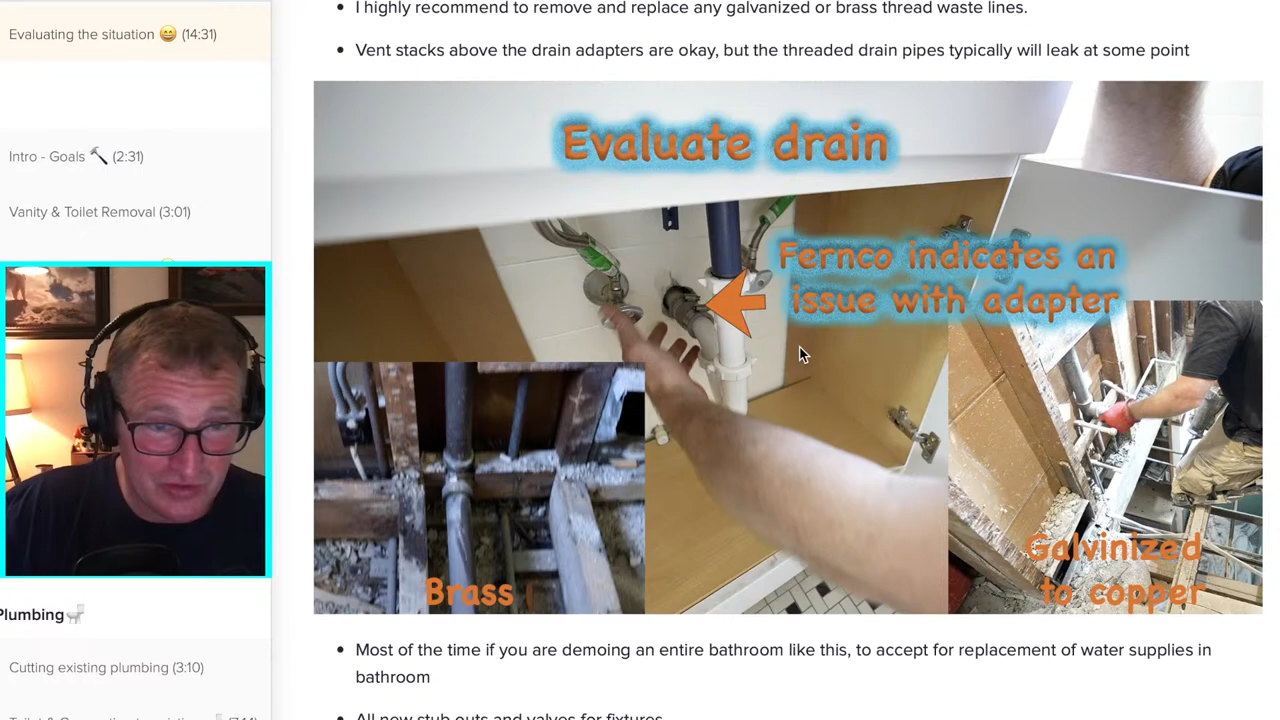 Evaluating the situation 😄 (14:31)
Intro - Goals 🔨 (2:31)
Vanity & Toilet Removal (3:01)
Plumbing🚽
Cutting existing plumbing (3:10)
I highly recommend to remove and replace any galvanized or brass thread waste lines.
Vent stacks above the drain adapters are okay, but the threaded drain pipes typically will leak at some point
Evaluate drain
Fernco indicates an
issue with adapter
Brass
Galvinized
to copper
Most of the time if you are demoing an entire bathroom like this, to accept for replacement of water supplies in
bathroom
All new stub outs and valves for fixtures